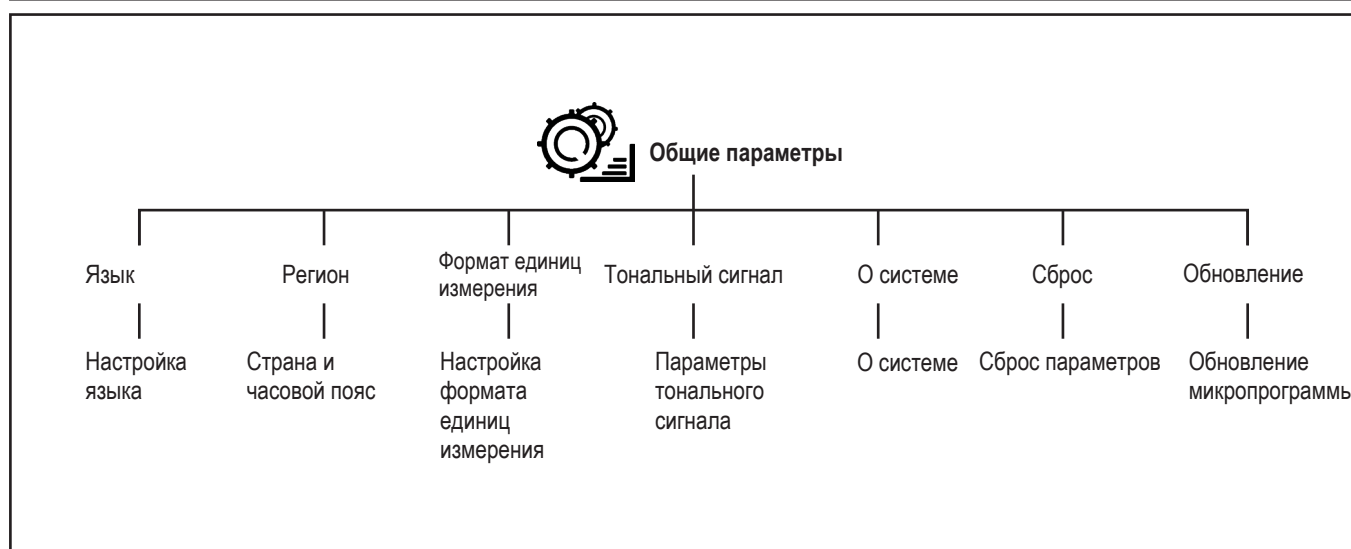 Общие параметры
Язык
Регион
Формат единиц
измерения
Тональный сигнал
О системе
Сброс
Обновление
Настройка
языка
Страна и
часовой пояс
Настройка
формата
единиц
измерения
Параметры
тонального
сигнала
О системе
Сброс параметров
Обновление
микропрограммы